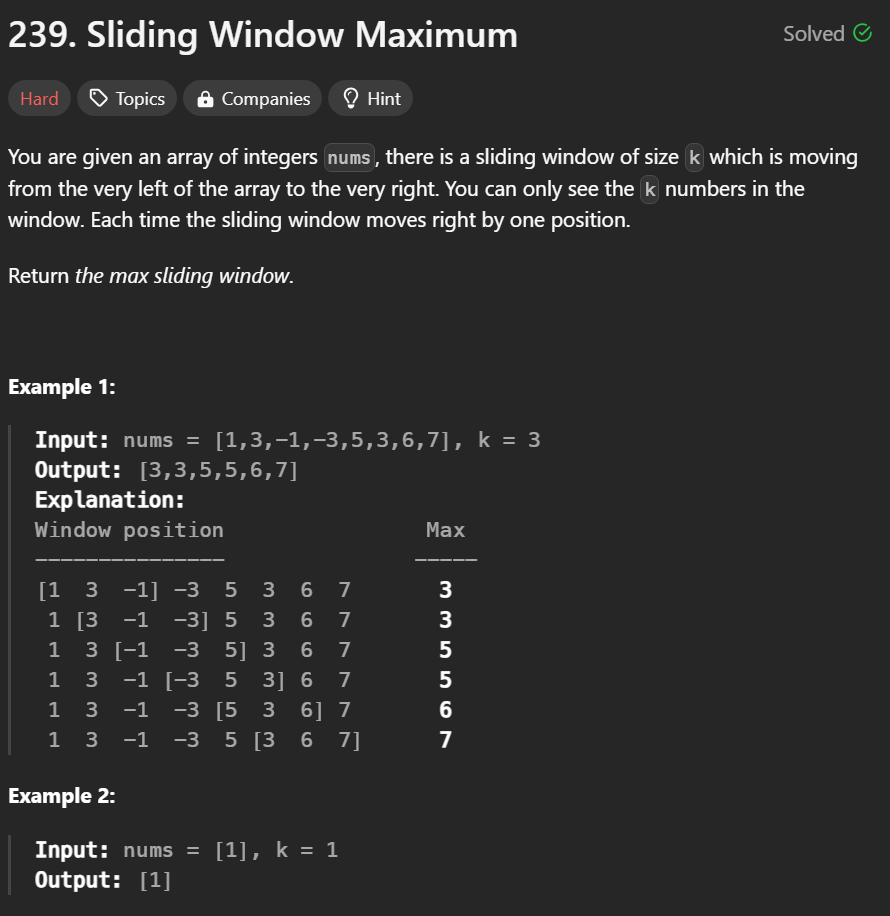 239. Sliding Window Maximum
Solved
Hard Topics Companies Hint
You are given an array of integers nums, there is a sliding window of size k which is moving
from the very left of the array to the very right. You can only see the k numbers in the
window. Each time the sliding window moves right by one position.
Return the max sliding window.
Example 1:
Input: nums = [1,3,-1,-3,5,3,6,7], k = 3
Output: [3,3,5,5,6,7]
Explanation:
Window position Max
--------------- -----
[1 3 -1] -3 5 3 6 7 3
1 [3 -1 -3] 5 3 6 7 3
1 3 [-1 -3 5] 3 6 7 5
1 3 -1 [-3 5 3] 6 7 5
1 3 -1 -3 [5 3 6] 7 6
1 3 -1 -3 5 [3 6 7] 7
Example 2:
Input: nums = [1], k = 1
Output: [1]